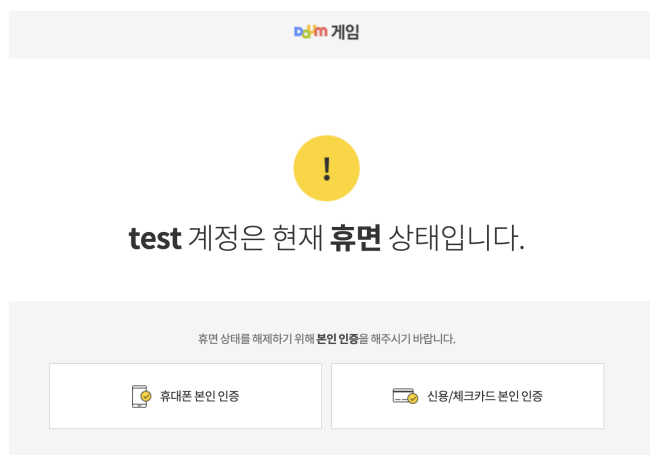 Daum 게임
!
test 계정은 현재 휴면 상태입니다.
휴면 상태를 해제하기 위해 본인 인증을 해주시기 바랍니다.
휴대폰 본인 인증
신용/체크카드 본인 인증